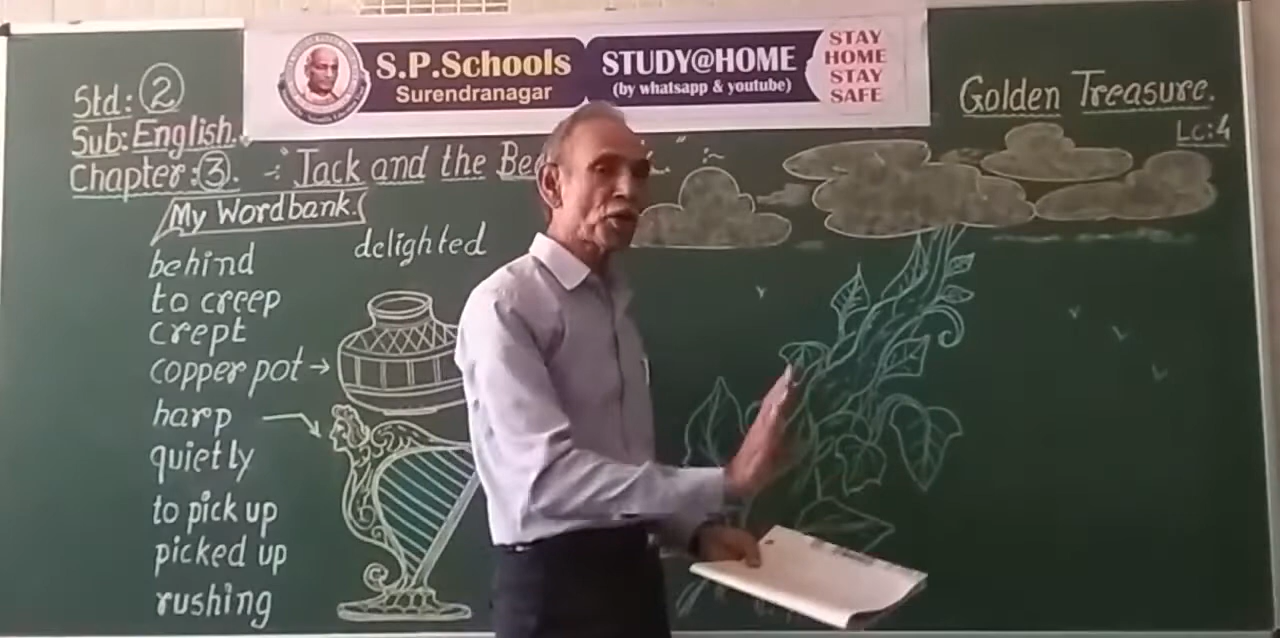 S.P.Schools
Surendranagar
STUDY@HOME
(by whatsapp & youtube)
STAY
HOME
STAY
SAFE
Std: 2
Sub: English.
Chapter: 3. Jack and the
Golden Treasure.
LC:4
My Wordbank.
behind
delighted
to creep
crept
copper pot →
harp
quietly
to pick up
picked up
rushing